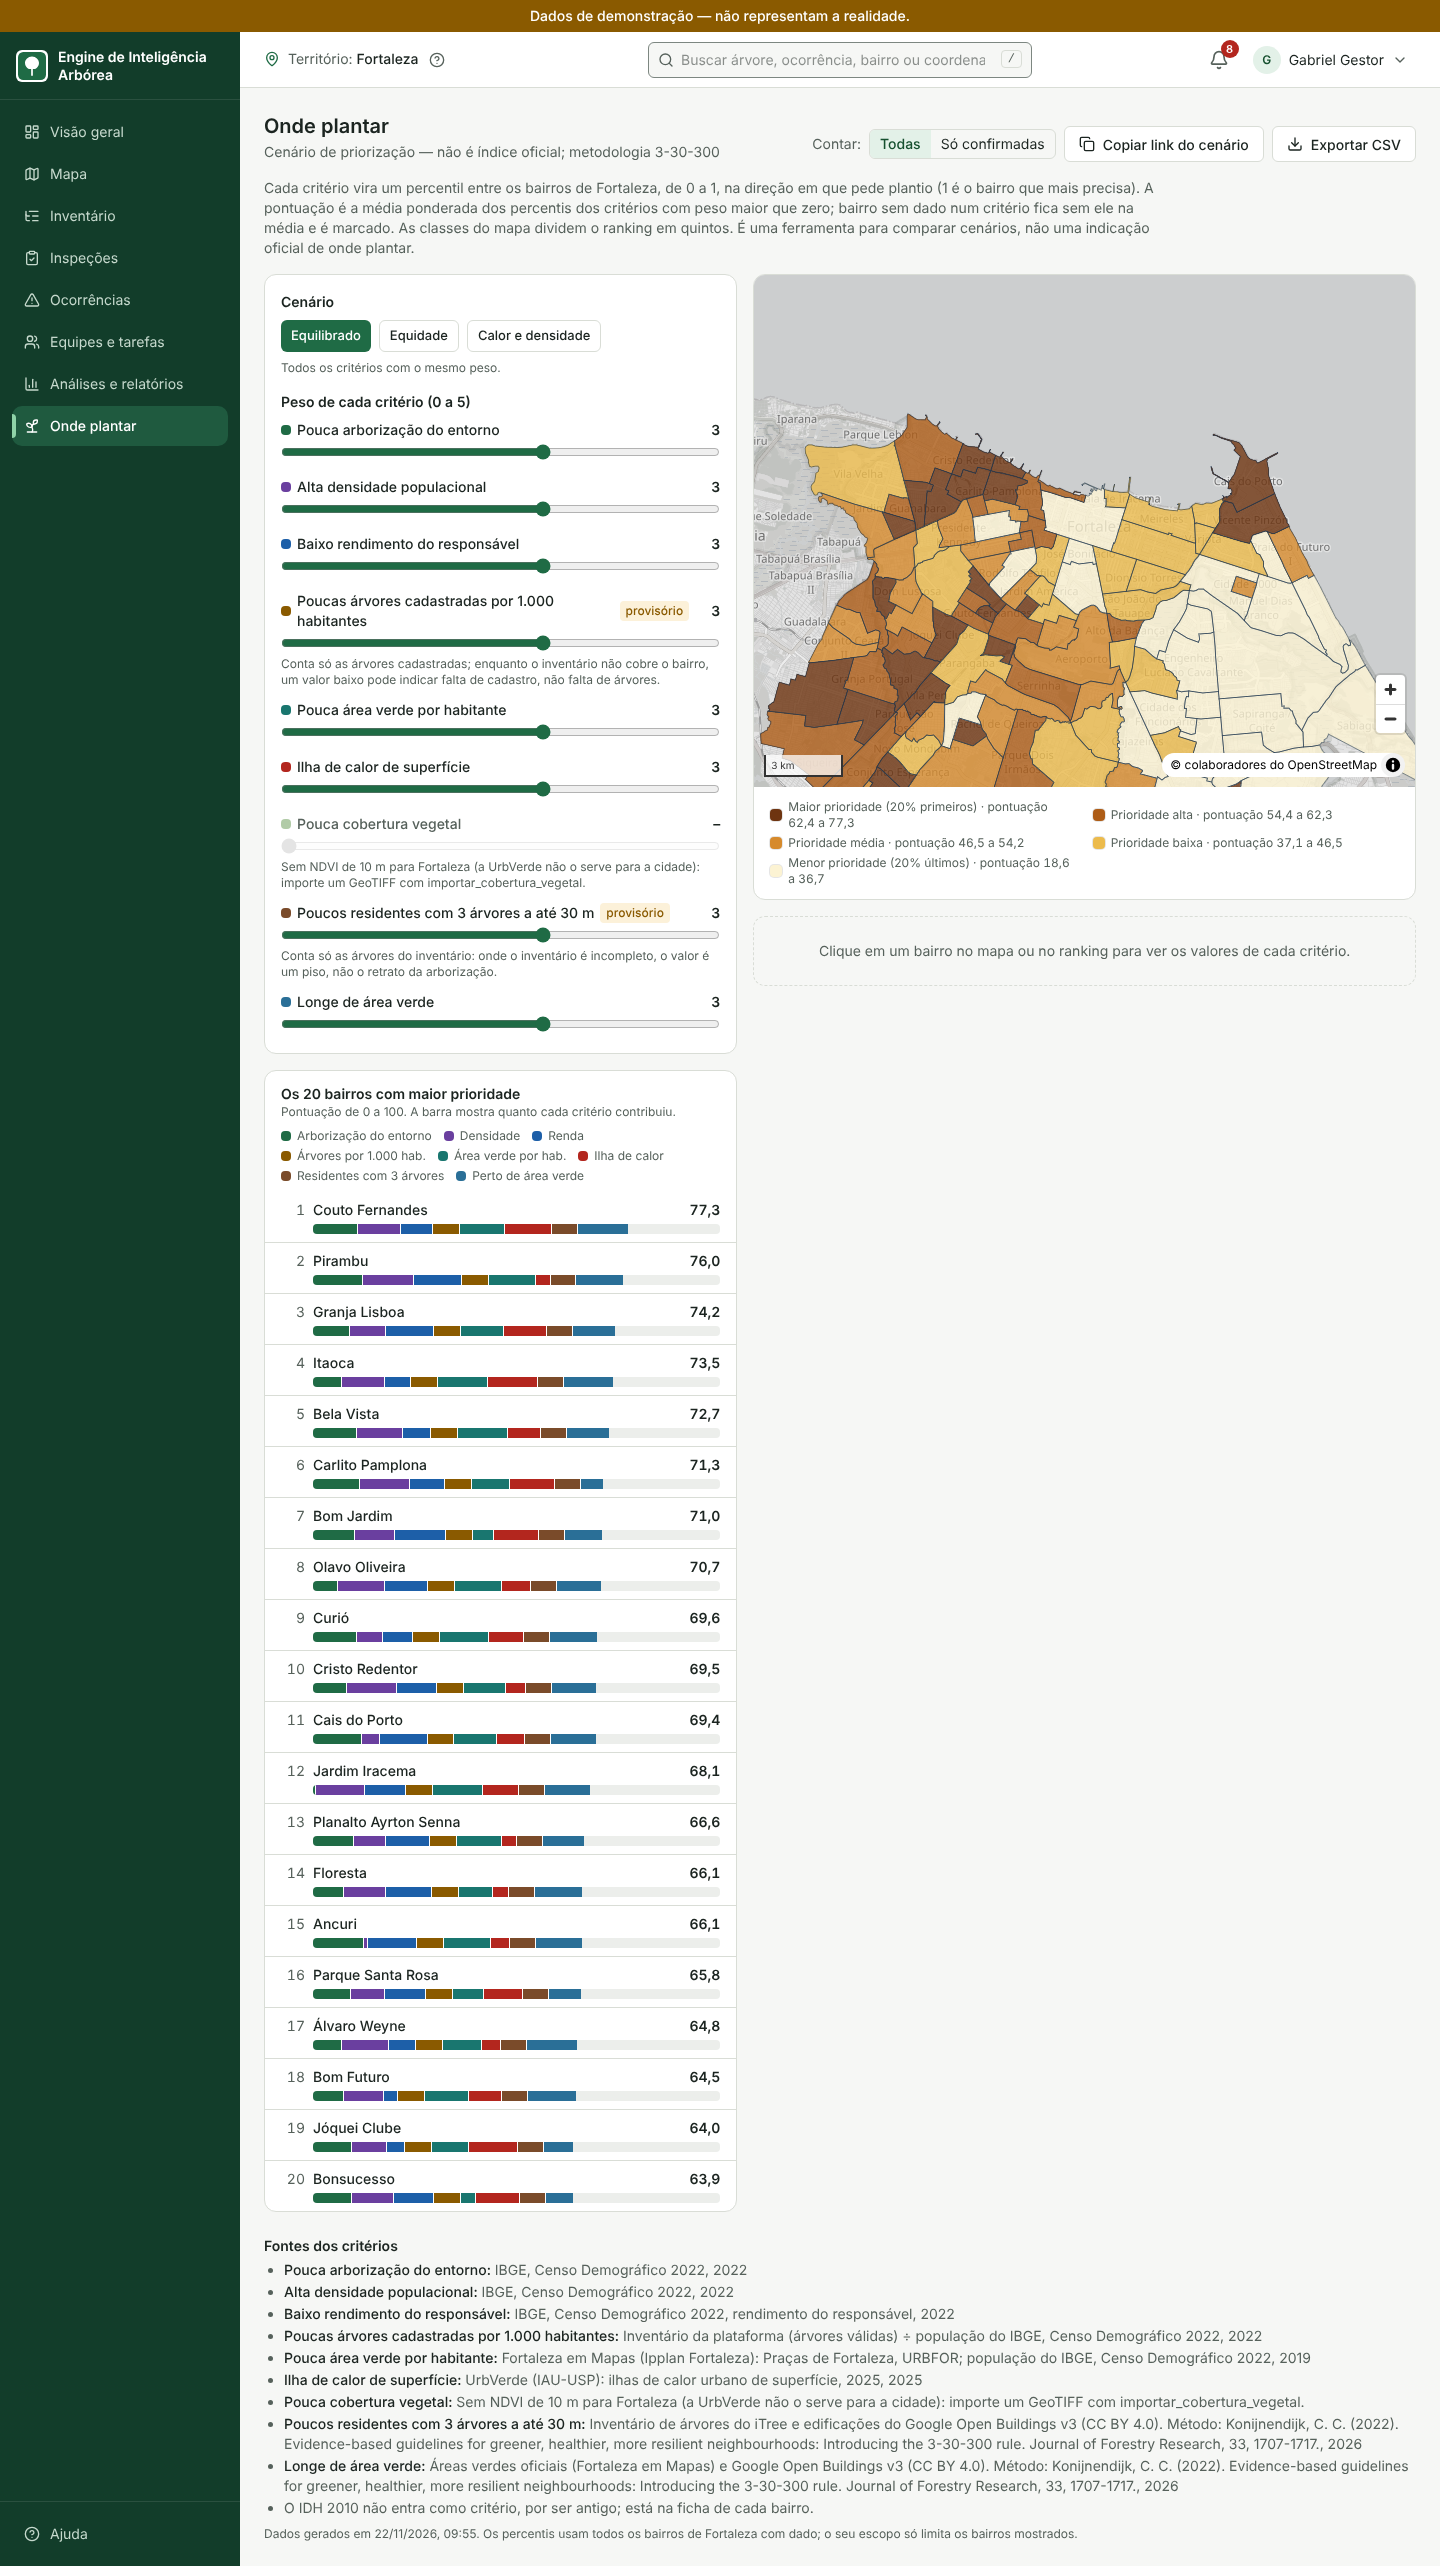 Dados de demonstração — não representam a realidade.
Engine de Inteligência
Arbórea
Território: Fortaleza
Buscar árvore, ocorrência, bairro ou coordena
/
8
G
Gabriel Gestor
Visão geral
Mapa
Inventário
Inspeções
Ocorrências
Equipes e tarefas
Análises e relatórios
Onde plantar
Ajuda
Onde plantar
Cenário de priorização — não é índice oficial; metodologia 3-30-300
Contar:
Todas
Só confirmadas
Copiar link do cenário
Exportar CSV
Cada critério vira um percentil entre os bairros de Fortaleza, de 0 a 1, na direção em que pede plantio (1 é o bairro que mais precisa). A
pontuação é a média ponderada dos percentis dos critérios com peso maior que zero; bairro sem dado num critério fica sem ele na
média e é marcado. As classes do mapa dividem o ranking em quintos. É uma ferramenta para comparar cenários, não uma indicação
oficial de onde plantar.
Cenário
Equilibrado
Equidade
Calor e densidade
Todos os critérios com o mesmo peso.
Peso de cada critério (0 a 5)
Pouca arborização do entorno 3
Alta densidade populacional 3
Baixo rendimento do responsável 3
Poucas árvores cadastradas por 1.000
habitantes
provisório 3
Conta só as árvores cadastradas; enquanto o inventário não cobre o bairro,
um valor baixo pode indicar falta de cadastro, não falta de árvores.
Pouca área verde por habitante 3
Ilha de calor de superfície 3
Pouca cobertura vegetal –
Sem NDVI de 10 m para Fortaleza (a UrbVerde não o serve para a cidade):
importe um GeoTIFF com importar_cobertura_vegetal.
Poucos residentes com 3 árvores a até 30 m provisório 3
Conta só as árvores do inventário: onde o inventário é incompleto, o valor é
um piso, não o retrato da arborização.
Longe de área verde 3
Iparana
Parque Leblon
Vila Velha
Cristo Redentor
Carlito Pamplona
Cais do Porto
Fortaleza
Meireles
Tabapuá
Tabapuá Brasília
Tabapuá Brasília
II
Parangaba
Aeroporto
Serrinha
Granja Portugal
Sapiranga
3 km
© colaboradores do OpenStreetMap
Maior prioridade (20% primeiros) · pontuação
62,4 a 77,3
Prioridade alta · pontuação 54,4 a 62,3
Prioridade média · pontuação 46,5 a 54,2
Prioridade baixa · pontuação 37,1 a 46,5
Menor prioridade (20% últimos) · pontuação 18,6
a 36,7
Clique em um bairro no mapa ou no ranking para ver os valores de cada critério.
Os 20 bairros com maior prioridade
Pontuação de 0 a 100. A barra mostra quanto cada critério contribuiu.
Arborização do entorno Densidade Renda
Árvores por 1.000 hab. Área verde por hab. Ilha de calor
Residentes com 3 árvores Perto de área verde
1 Couto Fernandes 77,3
2 Pirambu 76,0
3 Granja Lisboa 74,2
4 Itaoca 73,5
5 Bela Vista 72,7
6 Carlito Pamplona 71,3
7 Bom Jardim 71,0
8 Olavo Oliveira 70,7
9 Curió 69,6
10 Cristo Redentor 69,5
11 Cais do Porto 69,4
12 Jardim Iracema 68,1
13 Planalto Ayrton Senna 66,6
14 Floresta 66,1
15 Ancuri 66,1
16 Parque Santa Rosa 65,8
17 Álvaro Weyne 64,8
18 Bom Futuro 64,5
19 Jóquei Clube 64,0
20 Bonsucesso 63,9
Fontes dos critérios
Pouca arborização do entorno: IBGE, Censo Demográfico 2022, 2022
Alta densidade populacional: IBGE, Censo Demográfico 2022, 2022
Baixo rendimento do responsável: IBGE, Censo Demográfico 2022, rendimento do responsável, 2022
Poucas árvores cadastradas por 1.000 habitantes: Inventário da plataforma (árvores válidas) ÷ população do IBGE, Censo Demográfico 2022, 2022
Pouca área verde por habitante: Fortaleza em Mapas (Ipplan Fortaleza): Praças de Fortaleza, URBFOR; população do IBGE, Censo Demográfico 2022, 2019
Ilha de calor de superfície: UrbVerde (IAU-USP): ilhas de calor urbano de superfície, 2025, 2025
Pouca cobertura vegetal: Sem NDVI de 10 m para Fortaleza (a UrbVerde não o serve para a cidade): importe um GeoTIFF com importar_cobertura_vegetal.
Poucos residentes com 3 árvores a até 30 m: Inventário de árvores do iTree e edificações do Google Open Buildings v3 (CC BY 4.0). Método: Konijnendijk, C. C. (2022).
Evidence-based guidelines for greener, healthier, more resilient neighbourhoods: Introducing the 3-30-300 rule. Journal of Forestry Research, 33, 1707-1717., 2026
Longe de área verde: Áreas verdes oficiais (Fortaleza em Mapas) e Google Open Buildings v3 (CC BY 4.0). Método: Konijnendijk, C. C. (2022). Evidence-based guidelines
for greener, healthier, more resilient neighbourhoods: Introducing the 3-30-300 rule. Journal of Forestry Research, 33, 1707-1717., 2026
O IDH 2010 não entra como critério, por ser antigo; está na ficha de cada bairro.
Dados gerados em 22/11/2026, 09:55. Os percentis usam todos os bairros de Fortaleza com dado; o seu escopo só limita os bairros mostrados.